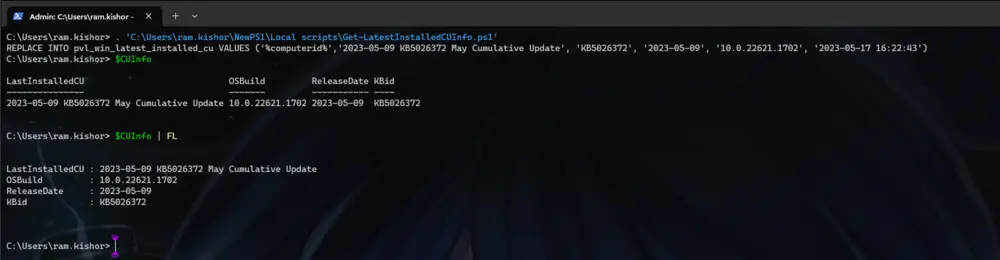 Admin: C:\Users\ram.kishor
C:\Users\ram.kishor> . 'C:\Users\ram.kishor\NewPS1\Local scripts\Get-LatestInstalledCUInfo.ps1'
REPLACE INTO pvl_win_latest_installed_cu VALUES ('%computerid%','2023-05-09 KB5026372 May Cumulative Update', 'KB5026372', '2023-05-09', '10.0.22621.1702', '2023-05-17 16:22:43')
C:\Users\ram.kishor> $CUInfo
LastInstalledCU OSBuild ReleaseDate KBid
--------------- ------- ----------- ----
2023-05-09 KB5026372 May Cumulative Update 10.0.22621.1702 2023-05-09 KB5026372
C:\Users\ram.kishor> $CUInfo | FL
LastInstalledCU : 2023-05-09 KB5026372 May Cumulative Update
OSBuild : 10.0.22621.1702
ReleaseDate : 2023-05-09
KBid : KB5026372
C:\Users\ram.kishor>